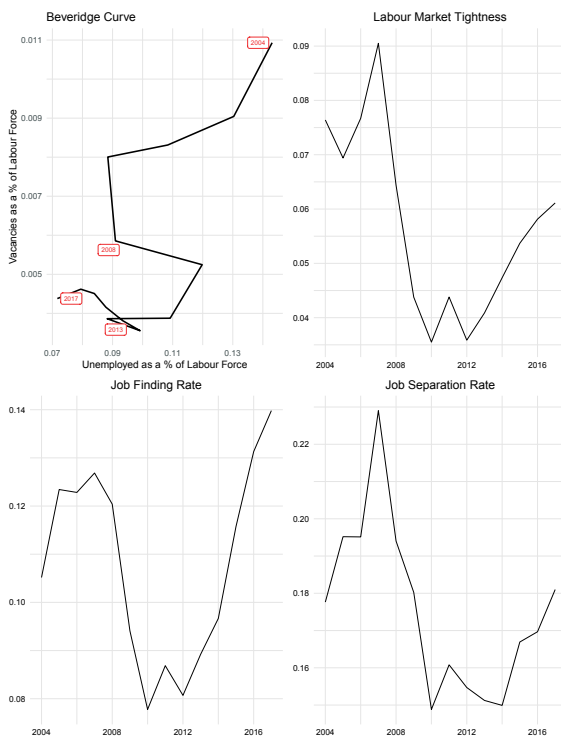 Beveridge Curve
Vacancies as a % of Labour Force
0.011
0.009
0.007
0.005
2004
2008
2017
2013
0.07 0.09 0.11 0.13
Unemployed as a % of Labour Force
Labour Market Tightness
0.09
0.08
0.07
0.06
0.05
0.04
2004 2008 2012 2016
Job Finding Rate
0.14
0.12
0.10
0.08
2004 2008 2012 2016
Job Separation Rate
0.22
0.20
0.18
0.16
2004 2008 2012 2016